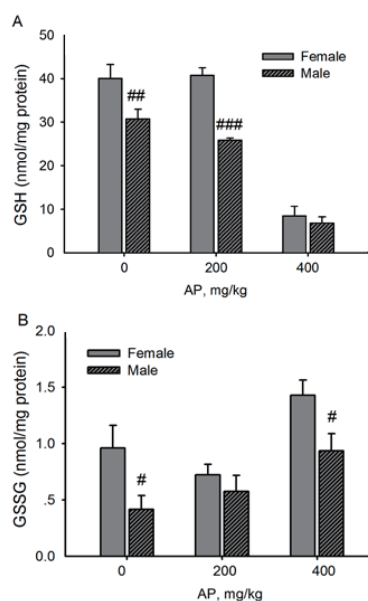 A
GSH (nmol/mg protein)
50
40
30
20
10
0
Female
Male
##
###
0 200 400
AP, mg/kg
B
GSSG (nmol/mg protein)
2.0
1.5
1.0
.5
0.0
Female
Male
#
#
0 200 400
AP, mg/kg